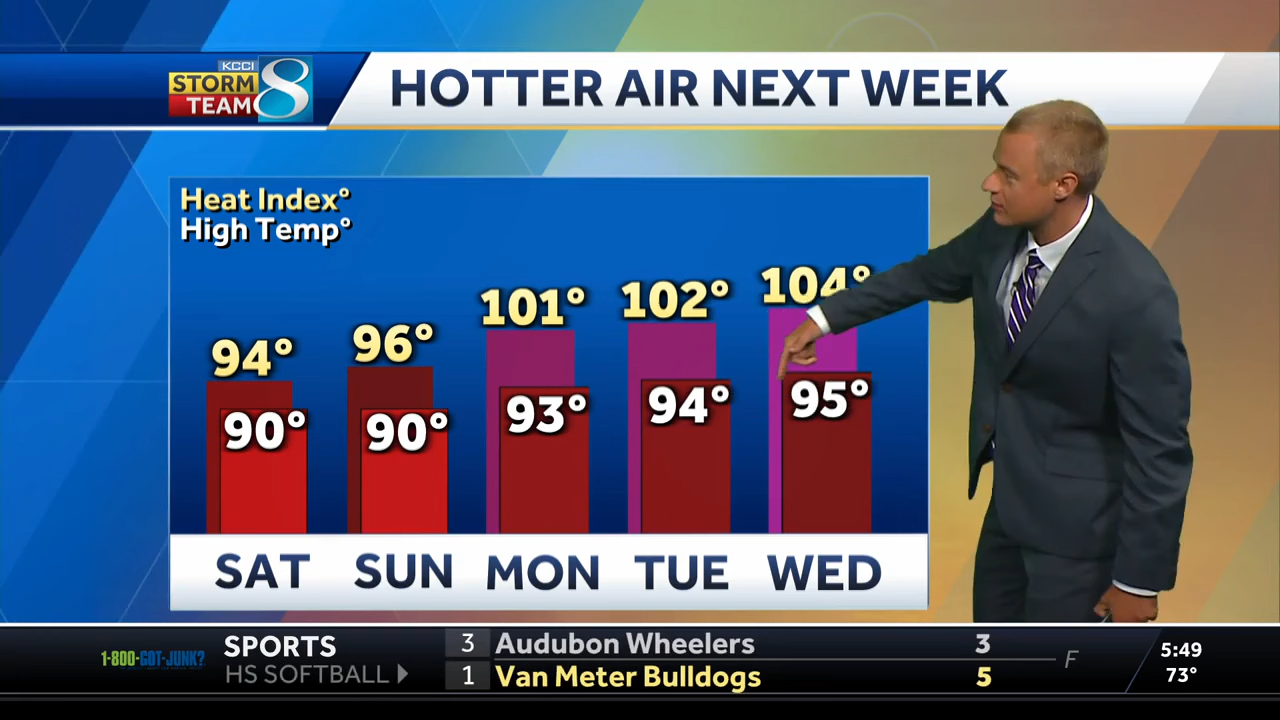 KCCI
STORM
TEAM 8
HOTTER AIR NEXT WEEK
Heat Index°
High Temp°
94° 96° 101° 102° 104°
90° 90° 93° 94° 95°
SAT SUN MON TUE WED
1-800-GOT-JUNK?
SPORTS
HS SOFTBALL
3 Audubon Wheelers 3
1 Van Meter Bulldogs 5
F
5:49
73°